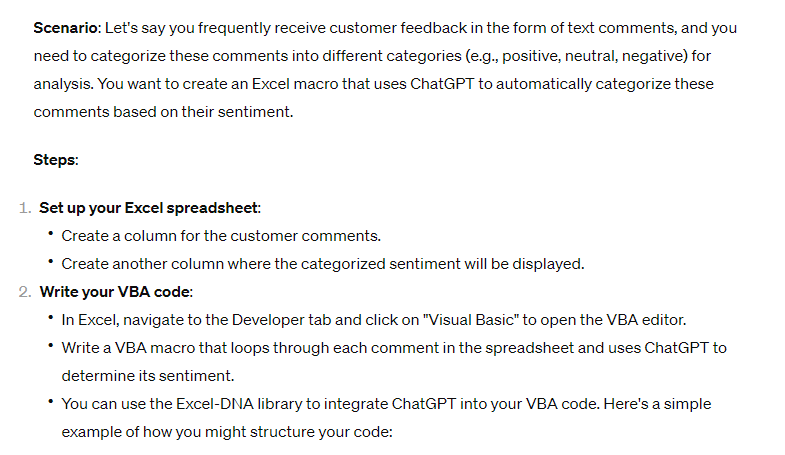 Scenario: Let's say you frequently receive customer feedback in the form of text comments, and you
need to categorize these comments into different categories (e.g., positive, neutral, negative) for
analysis. You want to create an Excel macro that uses ChatGPT to automatically categorize these
comments based on their sentiment.
Steps:
1. Set up your Excel spreadsheet:
• Create a column for the customer comments.
• Create another column where the categorized sentiment will be displayed.
2. Write your VBA code:
• In Excel, navigate to the Developer tab and click on "Visual Basic" to open the VBA editor.
• Write a VBA macro that loops through each comment in the spreadsheet and uses ChatGPT to
determine its sentiment.
• You can use the Excel-DNA library to integrate ChatGPT into your VBA code. Here's a simple
example of how you might structure your code: